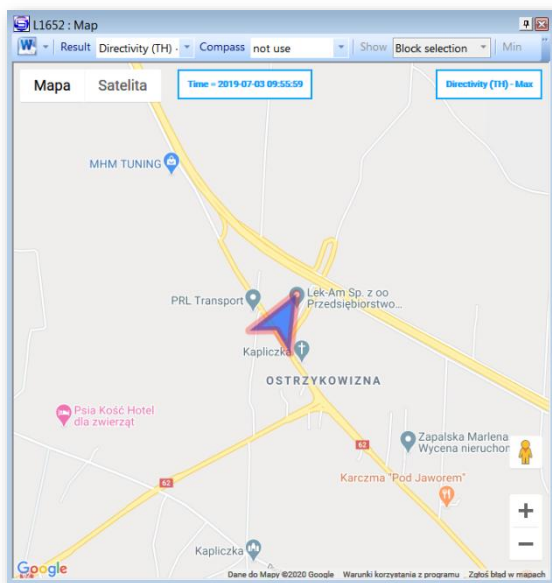 L1652 : Map
Result Directivity (TH) - Compass not use Show Block selection Min
Mapa Satelita
Time = 2019-07-03 09:55:59
Directivity (TH) - Max
MHM TUNING
PRL Transport
Lek-Am Sp. z oo
Przedsiębiorstwo...
Kapliczka
OSTRZYKOWIZNA
Psia Kość Hotel
dla zwierząt
62
Zapalska Marlena
Wycena nieruchor
Karczma "Pod Jaworem"
62
Kapliczka
Google
Dane do Mapy ©2020 Google Warunki korzystania z programu Zgłoś błąd w mapach